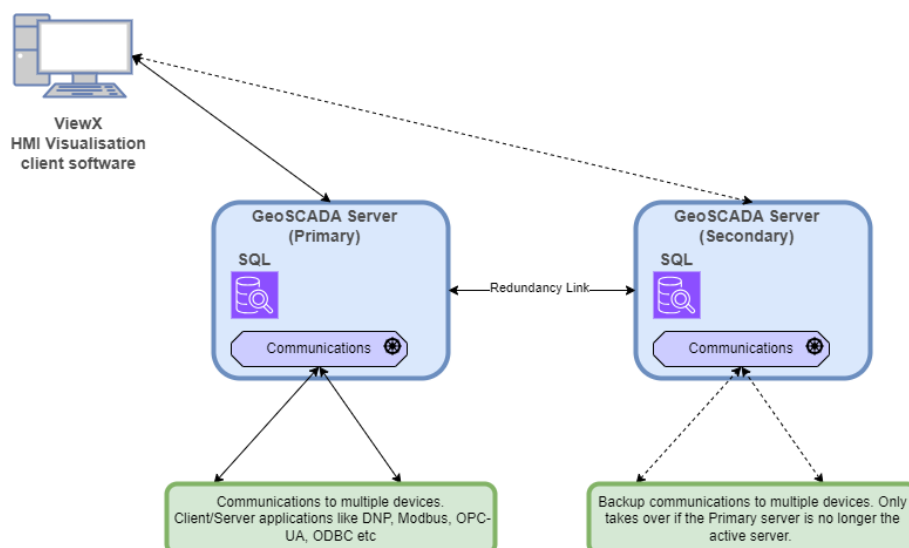 ViewX
HMI Visualisation
client software
GeoSCADA Server
(Primary)
SQL
Communications
Redundancy Link
GeoSCADA Server
(Secondary)
SQL
Communications
Communications to multiple devices.
Client/Server applications like DNP, Modbus, OPC-
UA, ODBC etc
Backup communications to multiple devices. Only
takes over if the Primary server is no longer the
active server.